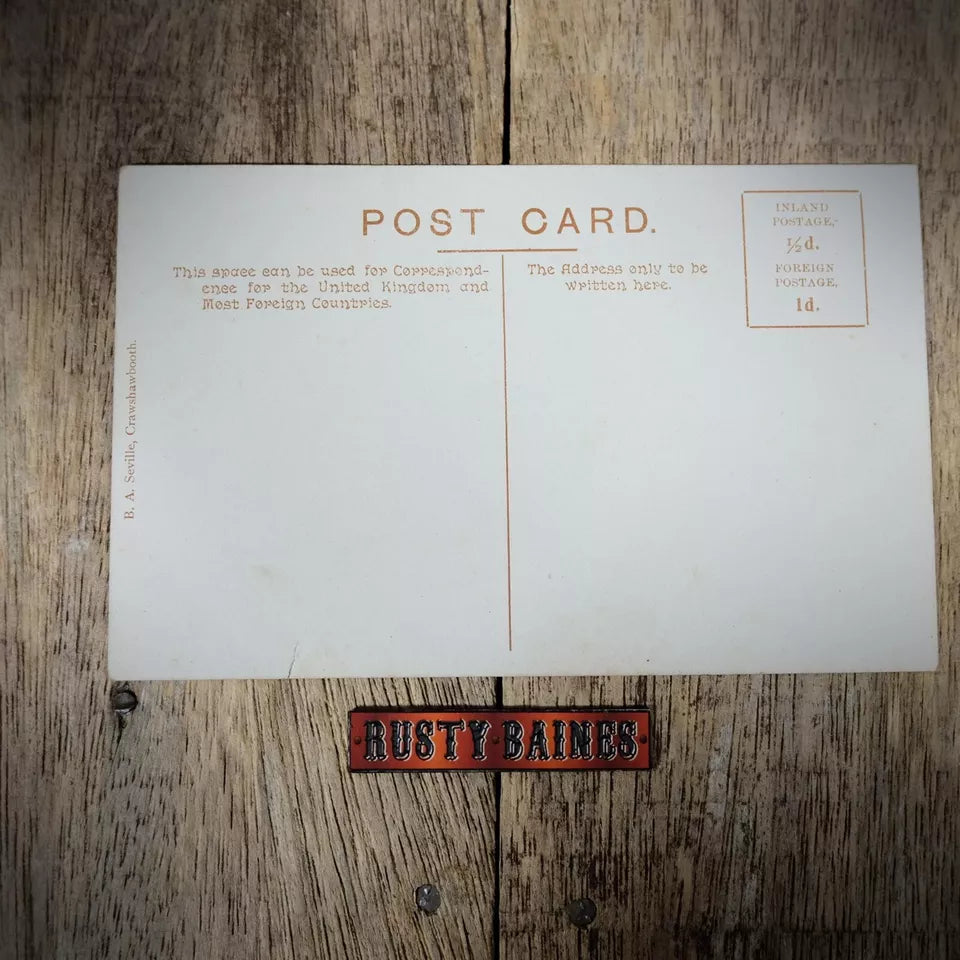 POST CARD.
This space can be used for Correspond-
ence for the United Kingdom and
Most Foreign Countries.
The Address only to be
written here.
INLAND
POSTAGE,
½d.
FOREIGN
POSTAGE,
1d.
B. A. Seville, Crawshawbooth.
RUSTY BAINES